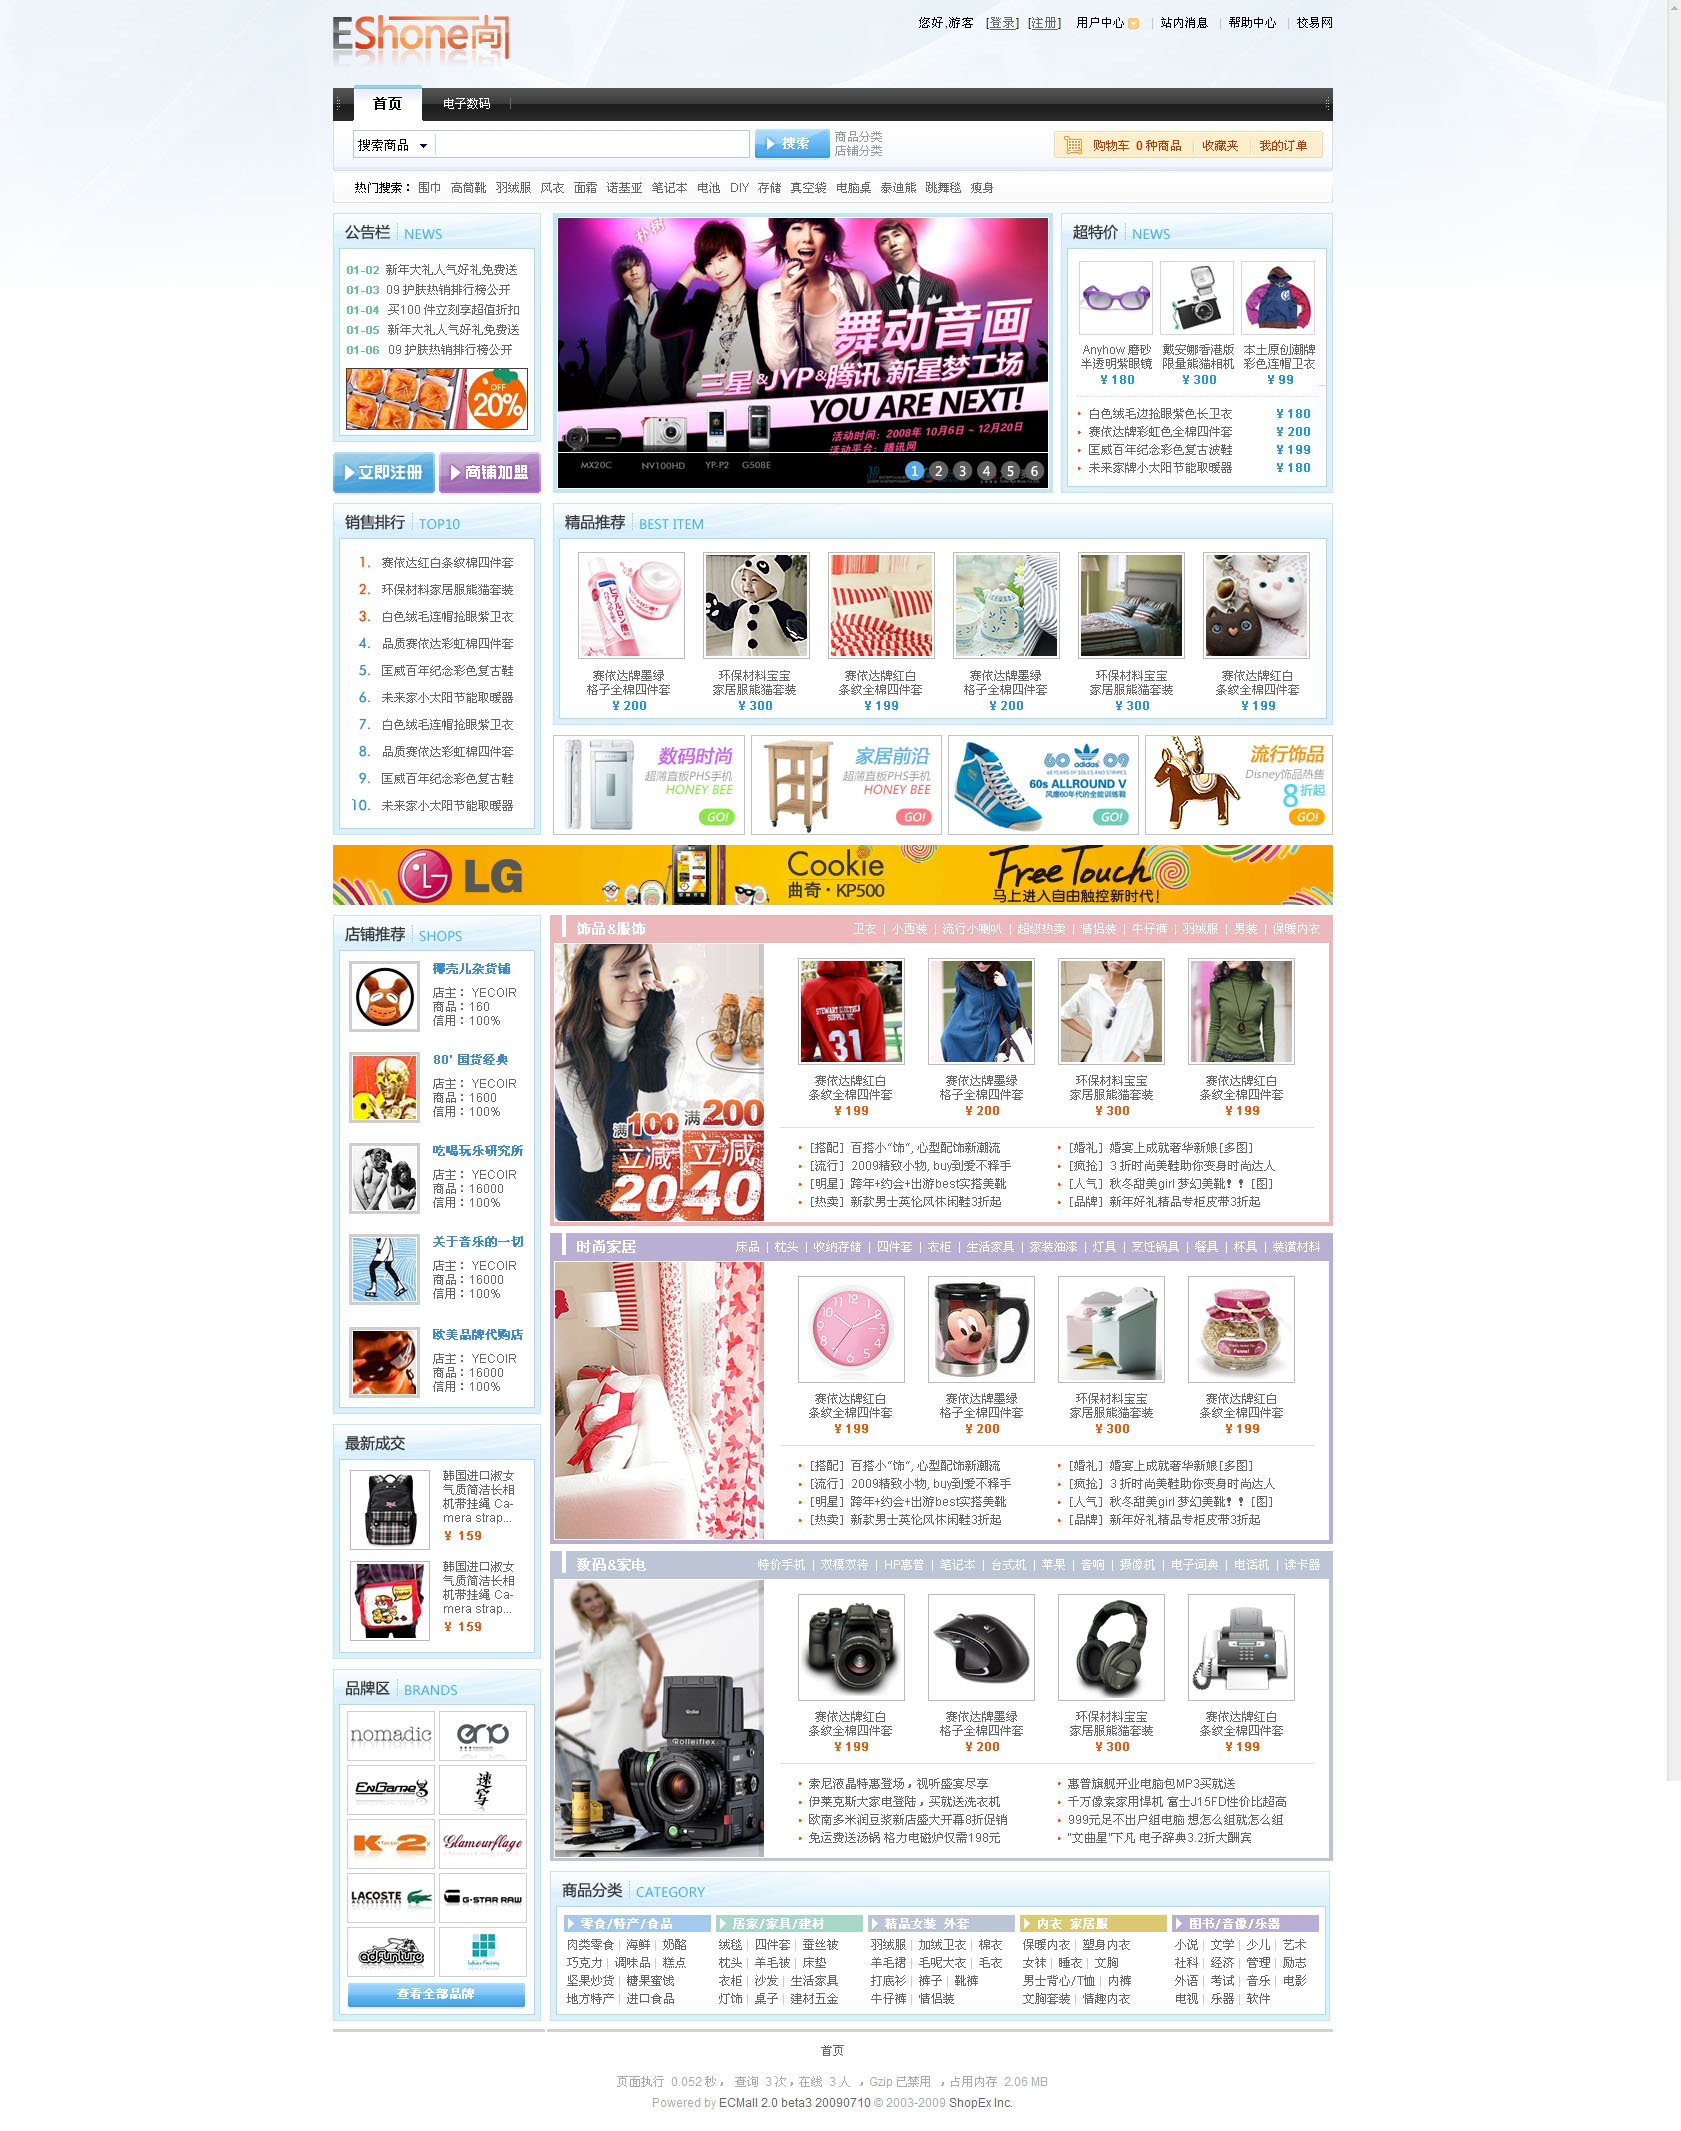 EShone尚
您好,游客 [登录] [注册] 用户中心 站内消息 帮助中心 校易网
首页 电子数码
搜索商品 搜索 商品分类
店铺分类
购物车 0 种商品 收藏夹 我的订单
热门搜索： 围巾 高筒靴 羽绒服 风衣 面霜 诺基亚 笔记本 电池 DIY 存储 真空袋 电脑桌 泰迪熊 跳舞毯 瘦身
公告栏 NEWS
01-02 新年大礼人气好礼免费送
01-03 09 护肤热销排行榜公开
01-04 买100 件立刻享超值折扣
01-05 新年大礼人气好礼免费送
01-06 09 护肤热销排行榜公开
OFF
20%
立即注册 商铺加盟
朴树
舞动音画
三星&JYP&腾讯 新星梦工场
YOU ARE NEXT!
活动时间：2008年 10月6日 ~ 12月20日
活动平台：腾讯网
MX20C NV100HD YP-P2 G508E
1 2 3 4 5 6
超特价 NEWS
Anyhow 磨砂
半透明紫眼镜
¥ 180
戴安娜香港版
限量熊猫相机
¥ 300
本土原创潮牌
彩色连帽卫衣
¥ 99
白色绒毛边抢眼紫色长卫衣 ¥ 180
赛依达牌彩虹色全棉四件套 ¥ 200
匡威百年纪念彩色复古波鞋 ¥ 199
未来家牌小太阳节能取暖器 ¥ 180
销售排行 TOP10
1. 赛依达红白条纹棉四件套
2. 环保材料家居服熊猫套装
3. 白色绒毛连帽抢眼紫卫衣
4. 品质赛依达彩虹棉四件套
5. 匡威百年纪念彩色复古鞋
6. 未来家小太阳节能取暖器
7. 白色绒毛连帽抢眼紫卫衣
8. 品质赛依达彩虹棉四件套
9. 匡威百年纪念彩色复古鞋
10. 未来家小太阳节能取暖器
精品推荐 BEST ITEM
赛依达牌墨绿
格子全棉四件套
¥ 200
环保材料宝宝
家居服熊猫套装
¥ 300
赛依达牌红白
条纹全棉四件套
¥ 199
赛依达牌墨绿
格子全棉四件套
¥ 200
环保材料宝宝
家居服熊猫套装
¥ 300
赛依达牌红白
条纹全棉四件套
¥ 199
数码时尚
超薄直板PHS手机
HONEY BEE
GO!
家居前沿
超薄直板PHS手机
HONEY BEE
GO!
60 adidas 09
60 YEARS OF SOLES AND STRIPES
60s ALLROUND V
风靡60年代的全能训练鞋
GO!
流行饰品
Disney饰品热售
8折起
GO!
LG
Cookie
曲奇·KP500
Free Touch
马上进入自由触控新时代!
店铺推荐 SHOPS
椰壳儿杂货铺
店主： YECOIR
商品：160
信用：100%
80' 国货经典
店主： YECOIR
商品：1600
信用：100%
吃喝玩乐研究所
店主： YECOIR
商品：16000
信用：100%
关于音乐的一切
店主： YECOIR
商品：16000
信用：100%
欧美品牌代购店
店主： YECOIR
商品：16000
信用：100%
最新成交
韩国进口淑女
气质简洁长相
机带挂绳 Ca-
mera strap...
¥ 159
韩国进口淑女
气质简洁长相
机带挂绳 Ca-
mera strap...
¥ 159
品牌区 BRANDS
nomadic
eno
EnGame
速写
K-2
Glamourflage
LACOSTE
ACCESSORIES
G-STAR RAW
adFunture
查看全部品牌
饰品&服饰 卫衣 | 小西装 | 流行小喇叭 | 超级热卖 | 情侣装 | 牛仔裤 | 羽绒服 | 男装 | 保暖内衣
满100 满200
立减 立减
20 40
31
赛依达牌红白
条纹全棉四件套
¥ 199
赛依达牌墨绿
格子全棉四件套
¥ 200
环保材料宝宝
家居服熊猫套装
¥ 300
赛依达牌红白
条纹全棉四件套
¥ 199
[搭配] 百搭小“饰”, 心型配饰新潮流
[流行] 2009精致小物, buy到爱不释手
[明星] 跨年+约会+出游best实搭美靴
[热卖] 新款男士英伦风休闲鞋3折起
[婚礼] 婚宴上成就奢华新娘[多图]
[疯抢] 3 折时尚美鞋助你变身时尚达人
[人气] 秋冬甜美girl 梦幻美靴！！ [图]
[品牌] 新年好礼精品专柜皮带3折起
时尚家居 床品 | 枕头 | 收纳存储 | 四件套 | 衣柜 | 生活家具 | 家装油漆 | 灯具 | 烹饪锅具 | 餐具 | 杯具 | 装潢材料
赛依达牌红白
条纹全棉四件套
¥ 199
赛依达牌墨绿
格子全棉四件套
¥ 200
环保材料宝宝
家居服熊猫套装
¥ 300
赛依达牌红白
条纹全棉四件套
¥ 199
[搭配] 百搭小“饰”, 心型配饰新潮流
[流行] 2009精致小物, buy到爱不释手
[明星] 跨年+约会+出游best实搭美靴
[热卖] 新款男士英伦风休闲鞋3折起
[婚礼] 婚宴上成就奢华新娘[多图]
[疯抢] 3 折时尚美鞋助你变身时尚达人
[人气] 秋冬甜美girl 梦幻美靴！！ [图]
[品牌] 新年好礼精品专柜皮带3折起
数码&家电 特价手机 | 双模双待 | HP惠普 | 笔记本 | 台式机 | 苹果 | 音响 | 摄像机 | 电子词典 | 电话机 | 读卡器
Rollei
Rolleiflex
赛依达牌红白
条纹全棉四件套
¥ 199
赛依达牌墨绿
格子全棉四件套
¥ 200
环保材料宝宝
家居服熊猫套装
¥ 300
赛依达牌红白
条纹全棉四件套
¥ 199
索尼液晶特惠登场，视听盛宴尽享
伊莱克斯大家电登陆，买就送洗衣机
欧南多米润豆浆新店盛大开幕8折促销
免运费送汤锅 格力电磁炉仅需198元
惠普旗舰开业电脑包MP3买就送
千万像素家用悍机 富士J15FD性价比超高
999元足不出户组电脑 想怎么组就怎么组
"文曲星"下凡 电子辞典3.2折大酬宾
商品分类 CATEGORY
零食/特产/食品
肉类零食 | 海鲜 | 奶酪
巧克力 | 调味品 | 糕点
坚果炒货 | 糖果蜜饯
地方特产 | 进口食品
居家/家具/建材
绒毯 | 四件套 | 蚕丝被
枕头 | 羊毛被 | 床垫
衣柜 | 沙发 | 生活家具
灯饰 | 桌子 | 建材五金
精品女装 外套
羽绒服 | 加绒卫衣 | 棉衣
羊毛裙 | 毛呢大衣 | 毛衣
打底衫 | 裤子 | 靴裤
牛仔裤 | 情侣装
内衣 家居服
保暖内衣 | 塑身内衣
女袜 | 睡衣 | 文胸
男士背心/T恤 | 内裤
文胸套装 | 情趣内衣
图书/音像/乐器
小说 | 文学 | 少儿 | 艺术
社科 | 经济 | 管理 | 励志
外语 | 考试 | 音乐 | 电影
电视 | 乐器 | 软件
首页
页面执行 0.052 秒， 查询 3 次，在线 3 人 ，Gzip 已禁用 ，占用内存 2.06 MB
Powered by ECMall 2.0 beta3 20090710 © 2003-2009 ShopEx Inc.